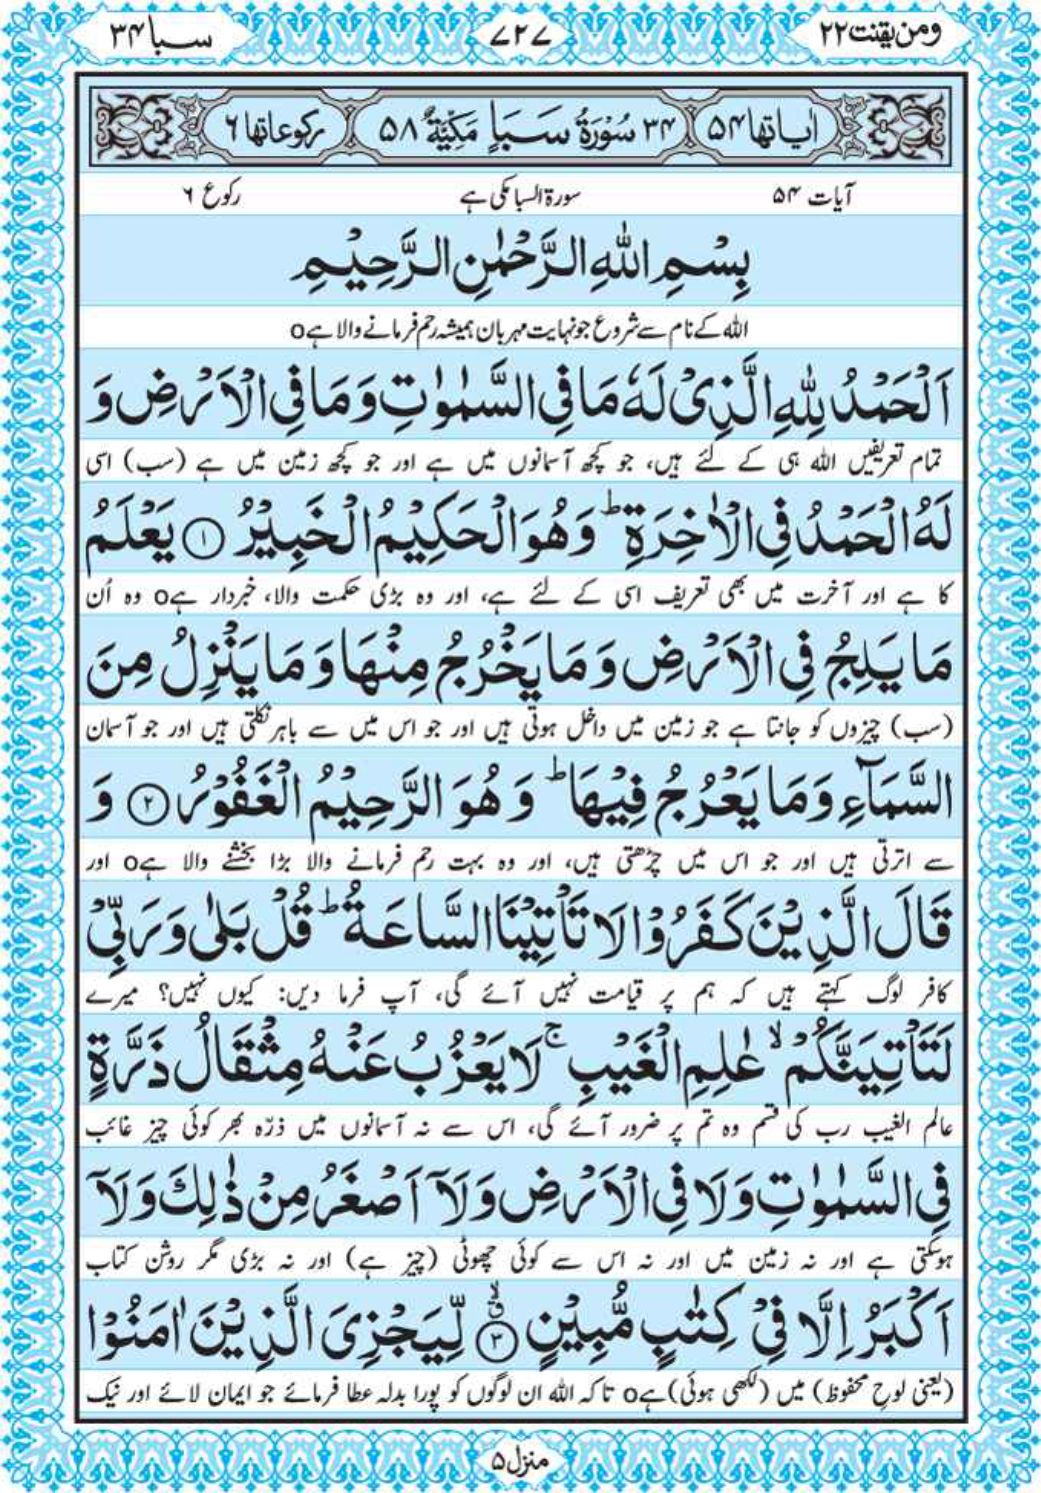 ومن یقنت ۲۲ ۷۲۷ سبا ۳۴
اٰیاتھا ۵۴ ۳۴ سُوْرَةُ سَبَاٍ مَكِّيَّةٌ ۵۸ رکوعاتھا ۶
آیات ۵۴ سورۃ السبا مکی ہے رکوع ۶
بِسْمِ اللّٰهِ الرَّحْمٰنِ الرَّحِيْمِ
اللہ کے نام سے شروع جو نہایت مہربان ہمیشہ رحم فرمانے والا ہےo
اَلْحَمْدُ لِلّٰهِ الَّذِیْ لَهٗ مَا فِی السَّمٰوٰتِ وَ مَا فِی الْاَرْضِ وَ
تمام تعریفیں اللہ ہی کے لئے ہیں، جو کچھ آسمانوں میں ہے اور جو کچھ زمین میں ہے (سب) اسی
لَهُ الْحَمْدُ فِی الْاٰخِرَةِ ؕ وَ هُوَ الْحَكِیْمُ الْخَبِیْرُ ۝۱ یَعْلَمُ
کا ہے اور آخرت میں بھی تعریف اسی کے لئے ہے، اور وہ بڑی حکمت والا، خبردار ہےo وہ اُن
مَا یَلِجُ فِی الْاَرْضِ وَ مَا یَخْرُجُ مِنْهَا وَ مَا یَنْزِلُ مِنَ
(سب) چیزوں کو جانتا ہے جو زمین میں داخل ہوتی ہیں اور جو اس میں سے باہر نکلتی ہیں اور جو آسمان
السَّمَآءِ وَ مَا یَعْرُجُ فِیْهَا ؕ وَ هُوَ الرَّحِیْمُ الْغَفُوْرُ ۝۲ وَ
سے اترتی ہیں اور جو اس میں چڑھتی ہیں، اور وہ بہت رحم فرمانے والا بڑا بخشنے والا ہےo اور
قَالَ الَّذِیْنَ كَفَرُوْا لَا تَاْتِیْنَا السَّاعَةُ ؕ قُلْ بَلٰی وَ رَبِّیْ
کافر لوگ کہتے ہیں کہ ہم پر قیامت نہیں آئے گی، آپ فرما دیں: کیوں نہیں؟ میرے
لَتَاْتِیَنَّكُمْ ۙ عٰلِمِ الْغَیْبِ ۚ لَا یَعْزُبُ عَنْهُ مِثْقَالُ ذَرَّةٍ
عالم الغیب رب کی قسم وہ تم پر ضرور آئے گی، اس سے نہ آسمانوں میں ذرّہ بھر کوئی چیز غائب
فِی السَّمٰوٰتِ وَ لَا فِی الْاَرْضِ وَ لَاۤ اَصْغَرُ مِنْ ذٰلِكَ وَ لَاۤ
ہوسکتی ہے اور نہ زمین میں اور نہ اس سے کوئی چھوٹی (چیز ہے) اور نہ بڑی مگر روشن کتاب
اَكْبَرُ اِلَّا فِیْ كِتٰبٍ مُّبِیْنٍ ۝۳ۙۗ لِّیَجْزِیَ الَّذِیْنَ اٰمَنُوْا
(یعنی لوحِ محفوظ) میں (لکھی ہوئی) ہےo تاکہ اللہ ان لوگوں کو پورا بدلہ عطا فرمائے جو ایمان لائے اور نیک
منزل ۵